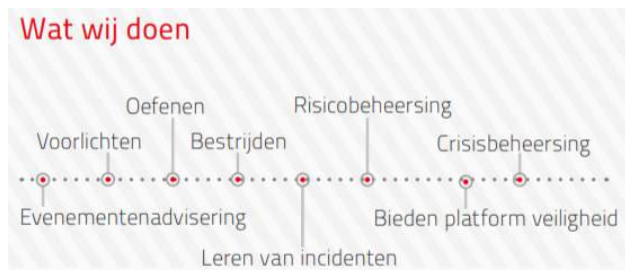 Wat wij doen
Oefenen
Risicobeheersing
Voorlichten
Bestrijden
Crisisbeheersing
Evenementenadvisering
Bieden platform veiligheid
Leren van incidenten